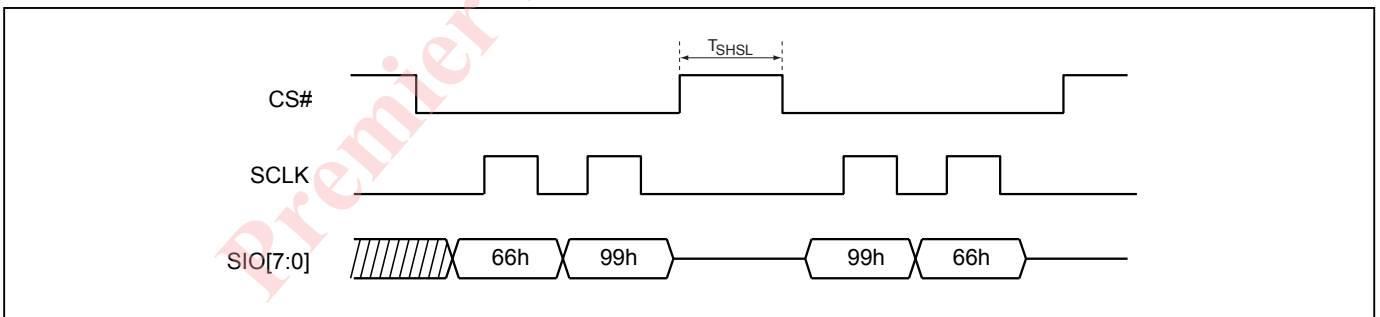 TSHSL
CS#
SCLK
SIO[7:0] 66h 99h 99h 66h
Premier